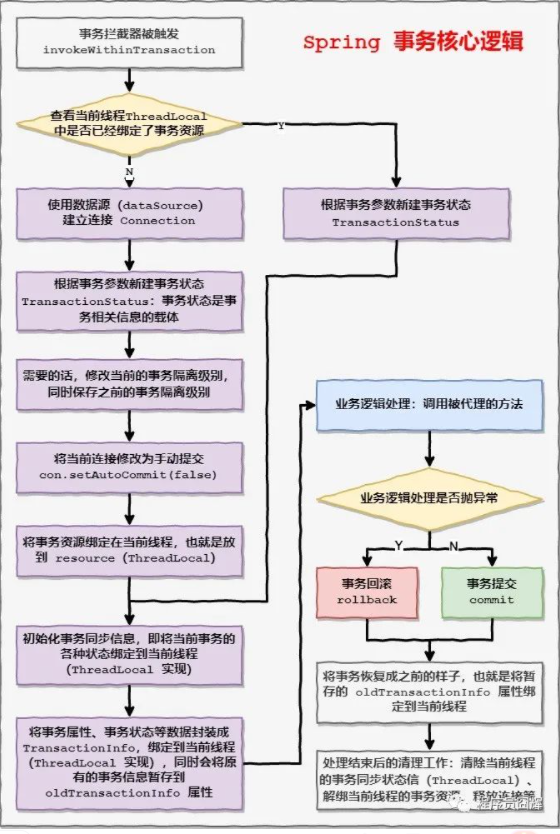 Spring 事务核心逻辑
事务拦截器被触发
invokeWithinTransaction
查看当前线程ThreadLocal
中是否已经绑定了事务资源
Y
N
使用数据源 (dataSource)
建立连接 Connection
根据事务参数新建事务状态
TransactionStatus
根据事务参数新建事务状态
TransactionStatus：事务状态是事
务相关信息的载体
需要的话，修改当前的事务隔离级别，
同时保存之前的事务隔离级别
将当前连接修改为手动提交
con.setAutoCommit(false)
将事务资源绑定在当前线程，也就是放
到 resource (ThreadLocal)
初始化事务同步信息，即将当前事务的
各种状态绑定到当前线程
(ThreadLocal 实现)
将事务属性、事务状态等数据封装成
TransactionInfo，绑定到当前线程
(ThreadLocal 实现)，同时会将原
有的事务信息暂存到
oldTransactionInfo 属性
业务逻辑处理：调用被代理的方法
业务逻辑处理是否抛异常
Y
N
事务回滚
rollback
事务提交
commit
将事务恢复成之前的样子，也就是将暂
存的 oldTransactionInfo 属性绑
定到当前线程
处理结束后的清理工作：清除当前线程
的事务同步状态信 (ThreadLocal)、
解绑当前线程的事务资源、释放连接等